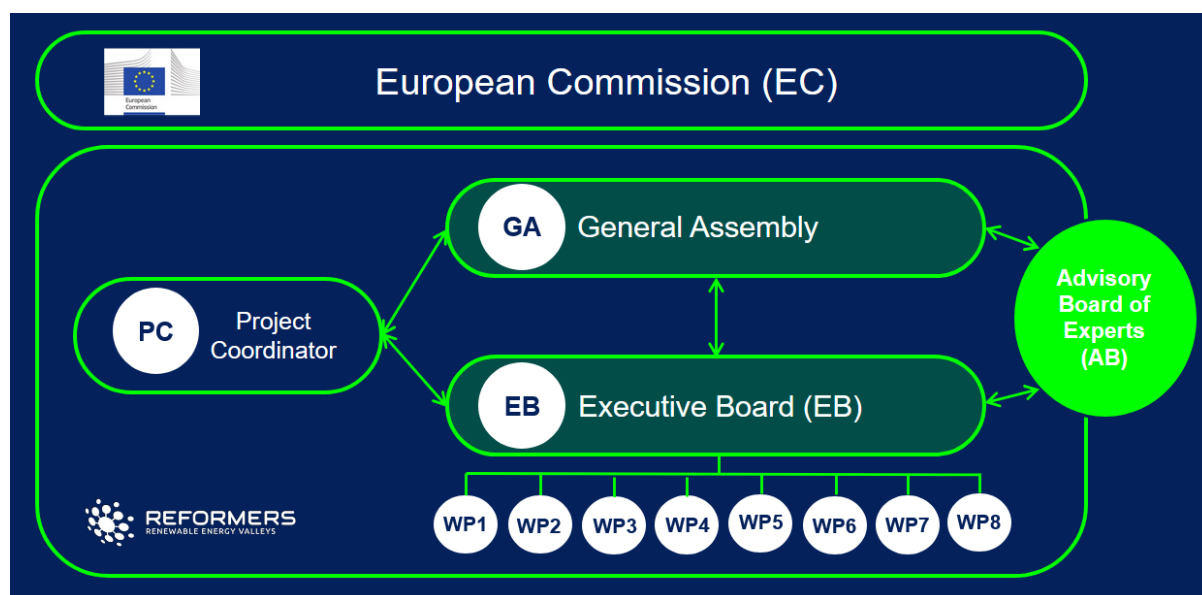 European
Commission
European Commission (EC)
GA
General Assembly
PC
Project
Coordinator
Advisory
Board of
Experts
(AB)
EB
Executive Board (EB)
REFORMERS
RENEWABLE ENERGY VALLEYS
WP1
WP2
WP3
WP4
WP5
WP6
WP7
WP8